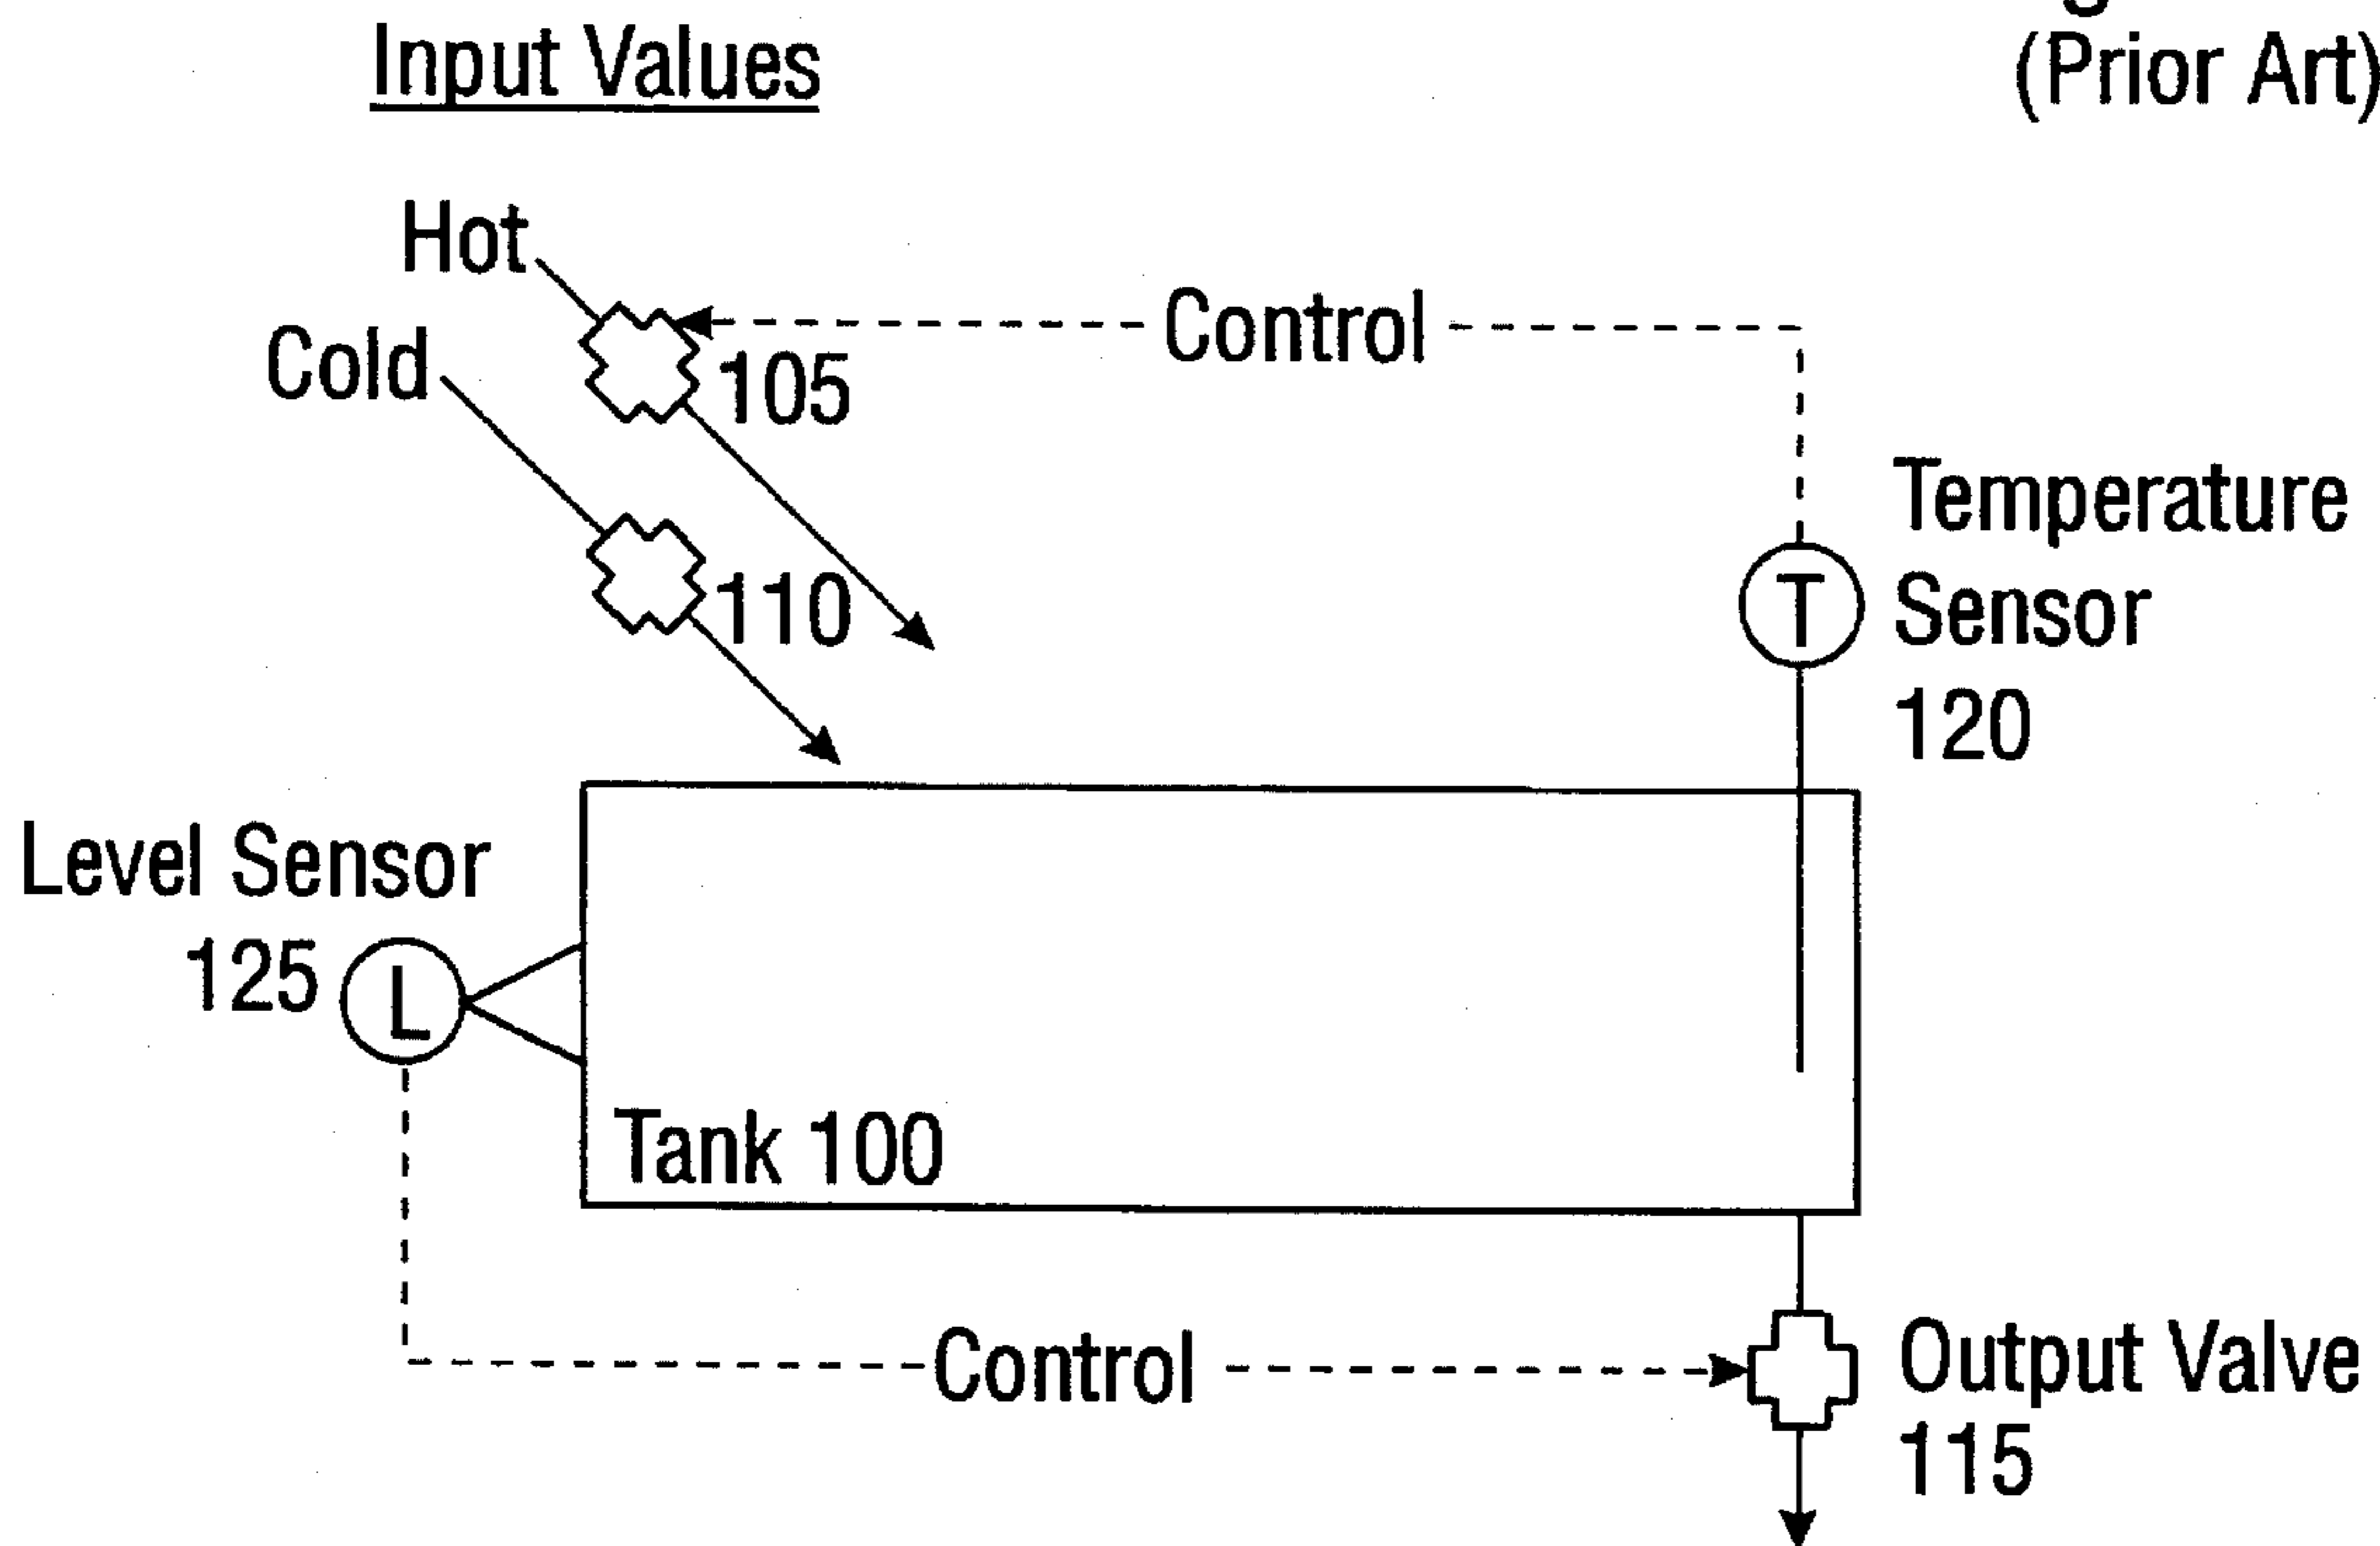 Input Values
(Prior Art)
Hot
Cold
Control
105
110
Temperature
Sensor
120
T
Level Sensor
125
L
Tank 100
Control
Output Valve
115